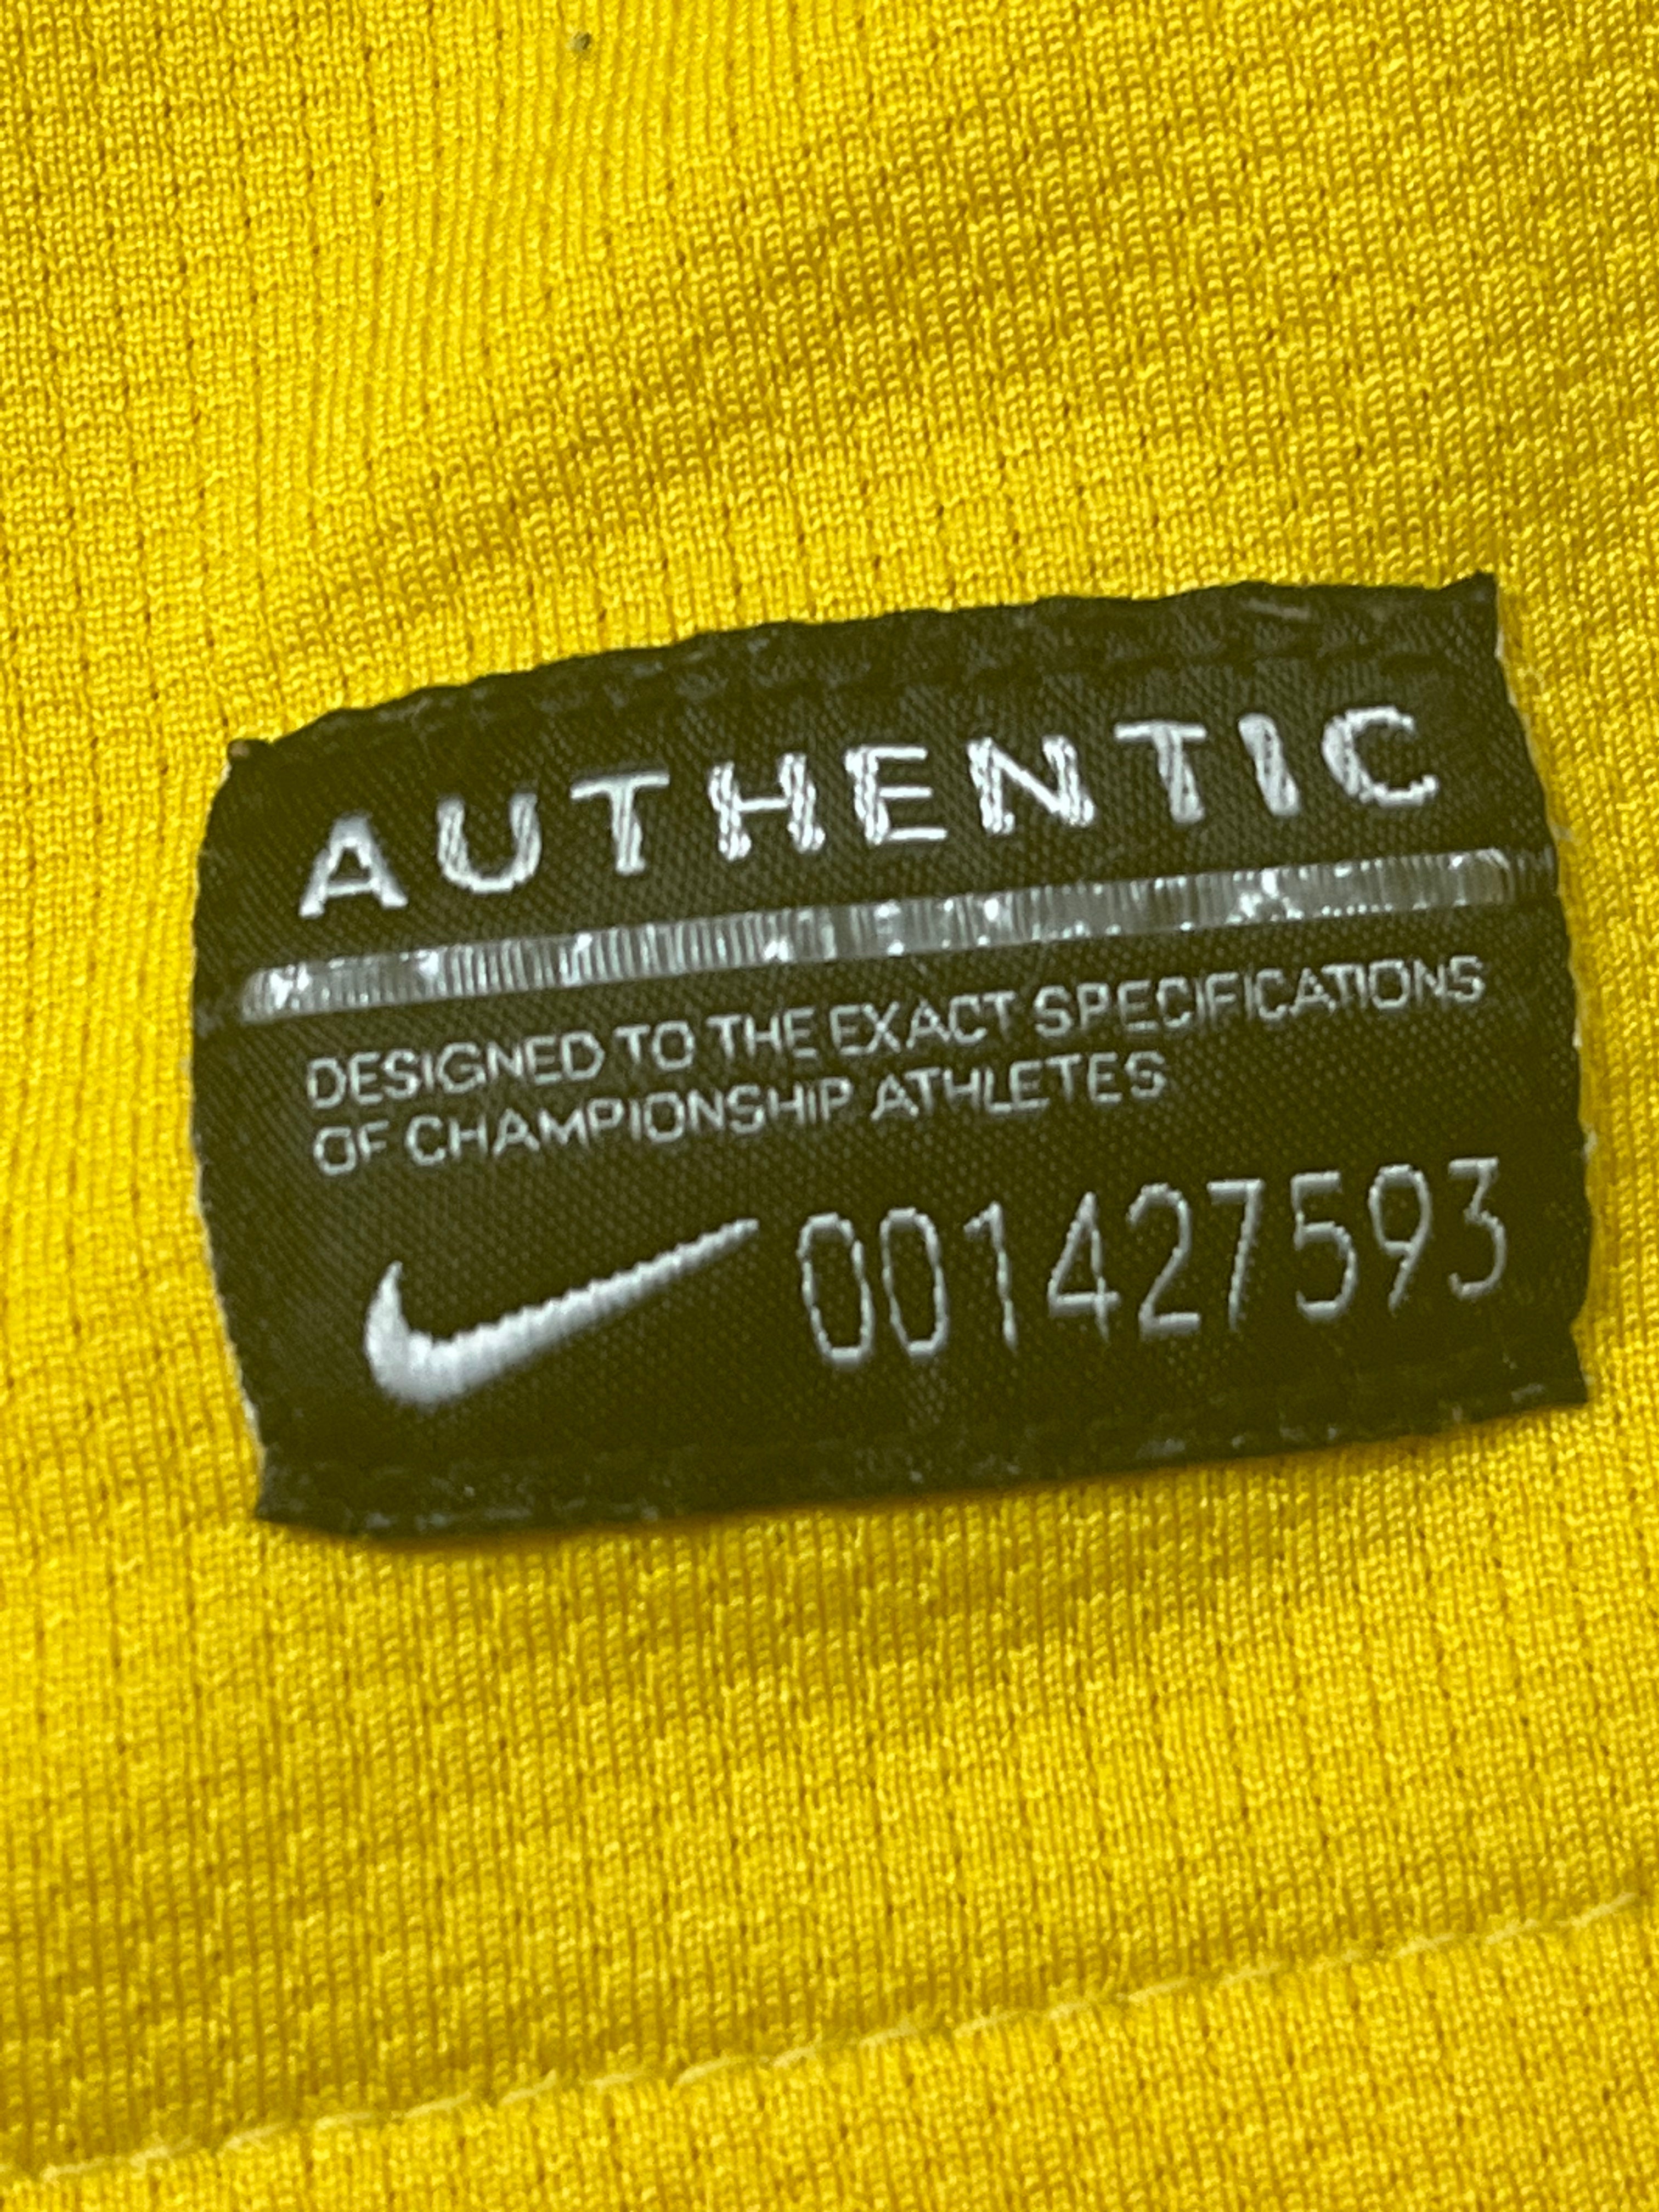 AUTHENTIC
DESIGNED TO THE EXACT SPECIFICATIONS
OF CHAMPIONSHIP ATHLETES
001427593